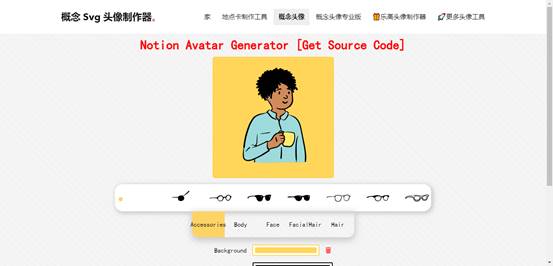 概念 Svg 头像制作器。
家 地点卡制作工具 概念头像 概念头像专业版 乐高头像制作器 更多头像工具
Notion Avatar Generator [Get Source Code]
Accessories Body Face FacialHair Hair
Background